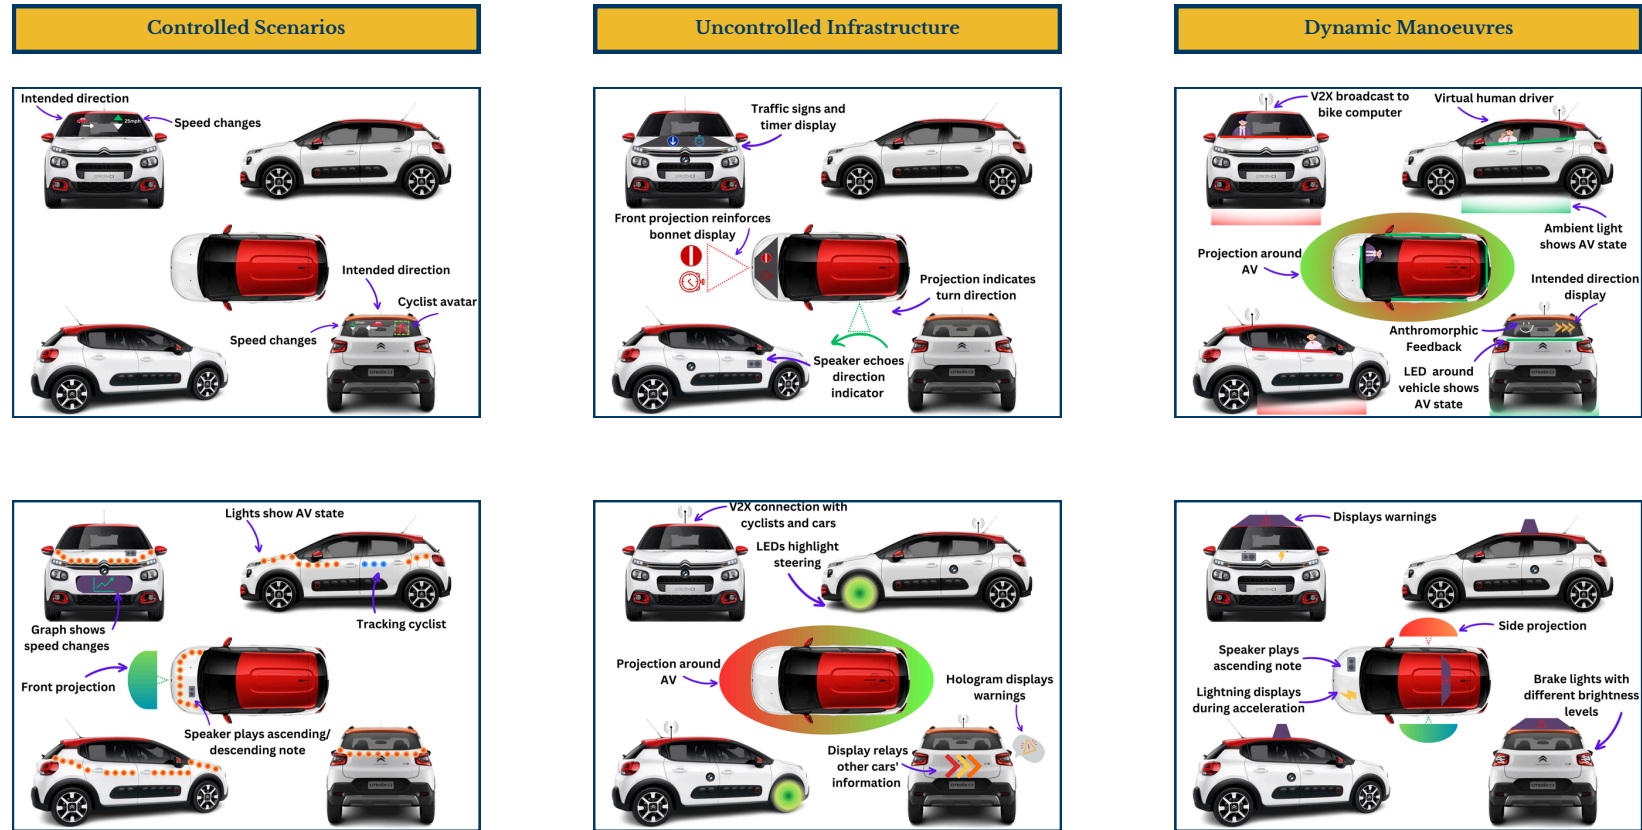 Controlled Scenarios
Uncontrolled Infrastructure
Dynamic Manoeuvres
Intended direction
25mph
Speed changes
Intended direction
Cyclist avatar
Speed changes
Traffic signs and
timer display
Front projection reinforces
bonnet display
Projection indicates
turn direction
Speaker echoes
direction
indicator
V2X broadcast to
bike computer
Virtual human driver
Ambient light
shows AV state
Projection around
AV
Intended direction
display
Anthromorphic
Feedback
LED around
vehicle shows
AV state
Lights show AV state
Graph shows
speed changes
Tracking cyclist
Front projection
Speaker plays ascending/
descending note
V2X connection with
cyclists and cars
LEDs highlight
steering
Projection around
AV
Hologram displays
warnings
Display relays
other cars'
information
Displays warnings
Side projection
Speaker plays
ascending note
Lightning displays
during acceleration
Brake lights with
different brightness
levels